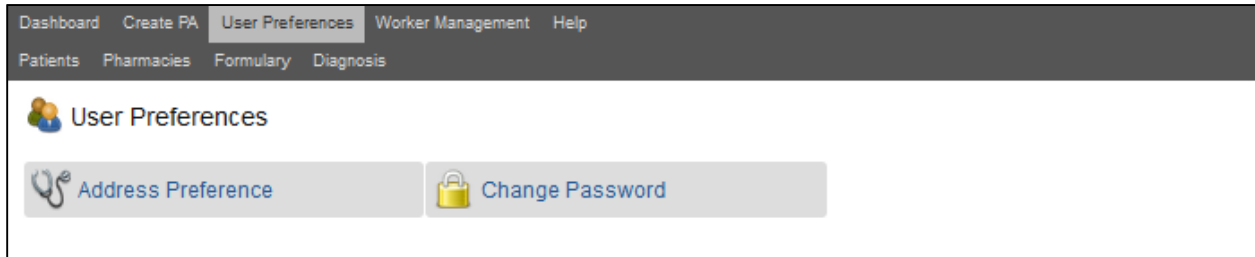 Dashboard Create PA User Preferences Worker Management Help
Patients Pharmacies Formulary Diagnosis
User Preferences
Address Preference Change Password